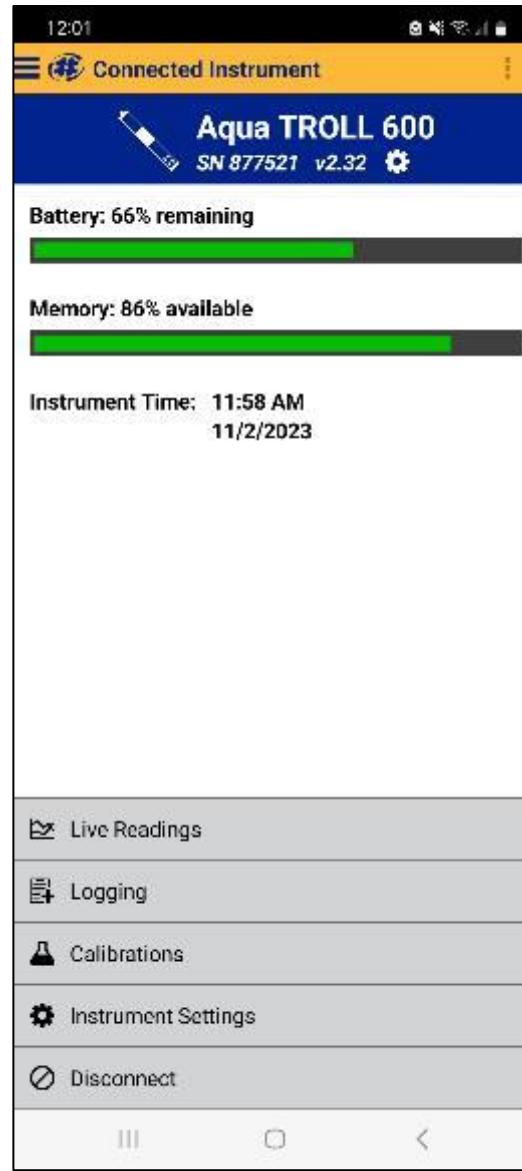 12:01
Connected Instrument
Aqua TROLL 600
SN 877521 v2.32
Battery: 66% remaining
Memory: 86% available
Instrument Time: 11:58 AM
11/2/2023
Live Readings
Logging
Calibrations
Instrument Settings
Disconnect